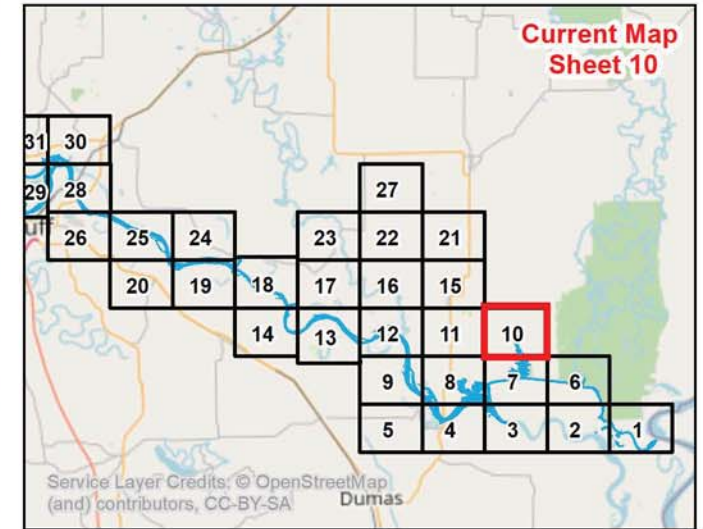 Current Map
Sheet 10
31 30
27
29 28
uff
26 25 24 23 22 21
20 19 18 17 16 15
14 13 12 11 10
9 8 7 6
5 4 3 2 1
Service Layer Credits: © OpenStreetMap
(and) contributors, CC-BY-SA
Dumas